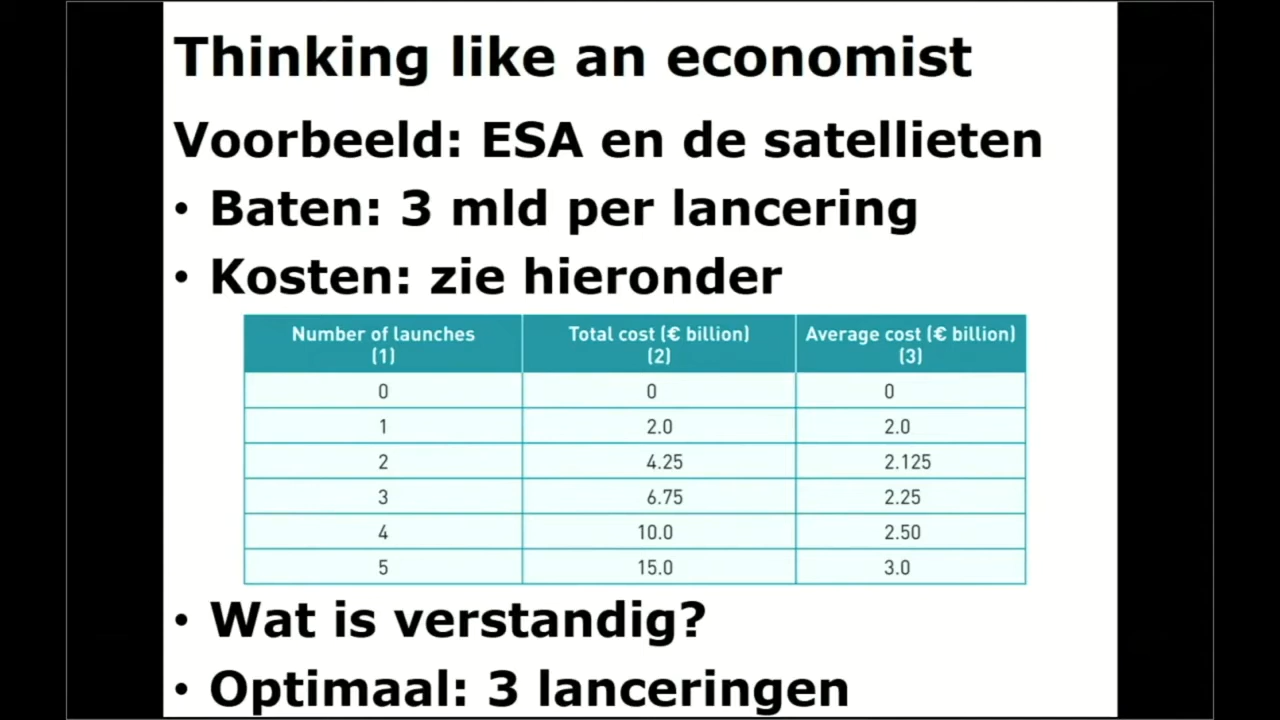 Thinking like an economist
Voorbeeld: ESA en de satellieten
• Baten: 3 mld per lancering
• Kosten: zie hieronder
Number of launches Total cost (€ billion) Average cost (€ billion)
(1) (2) (3)
0 0 0
1 2.0 2.0
2 4.25 2.125
3 6.75 2.25
4 10.0 2.50
5 15.0 3.0
• Wat is verstandig?
• Optimaal: 3 lanceringen